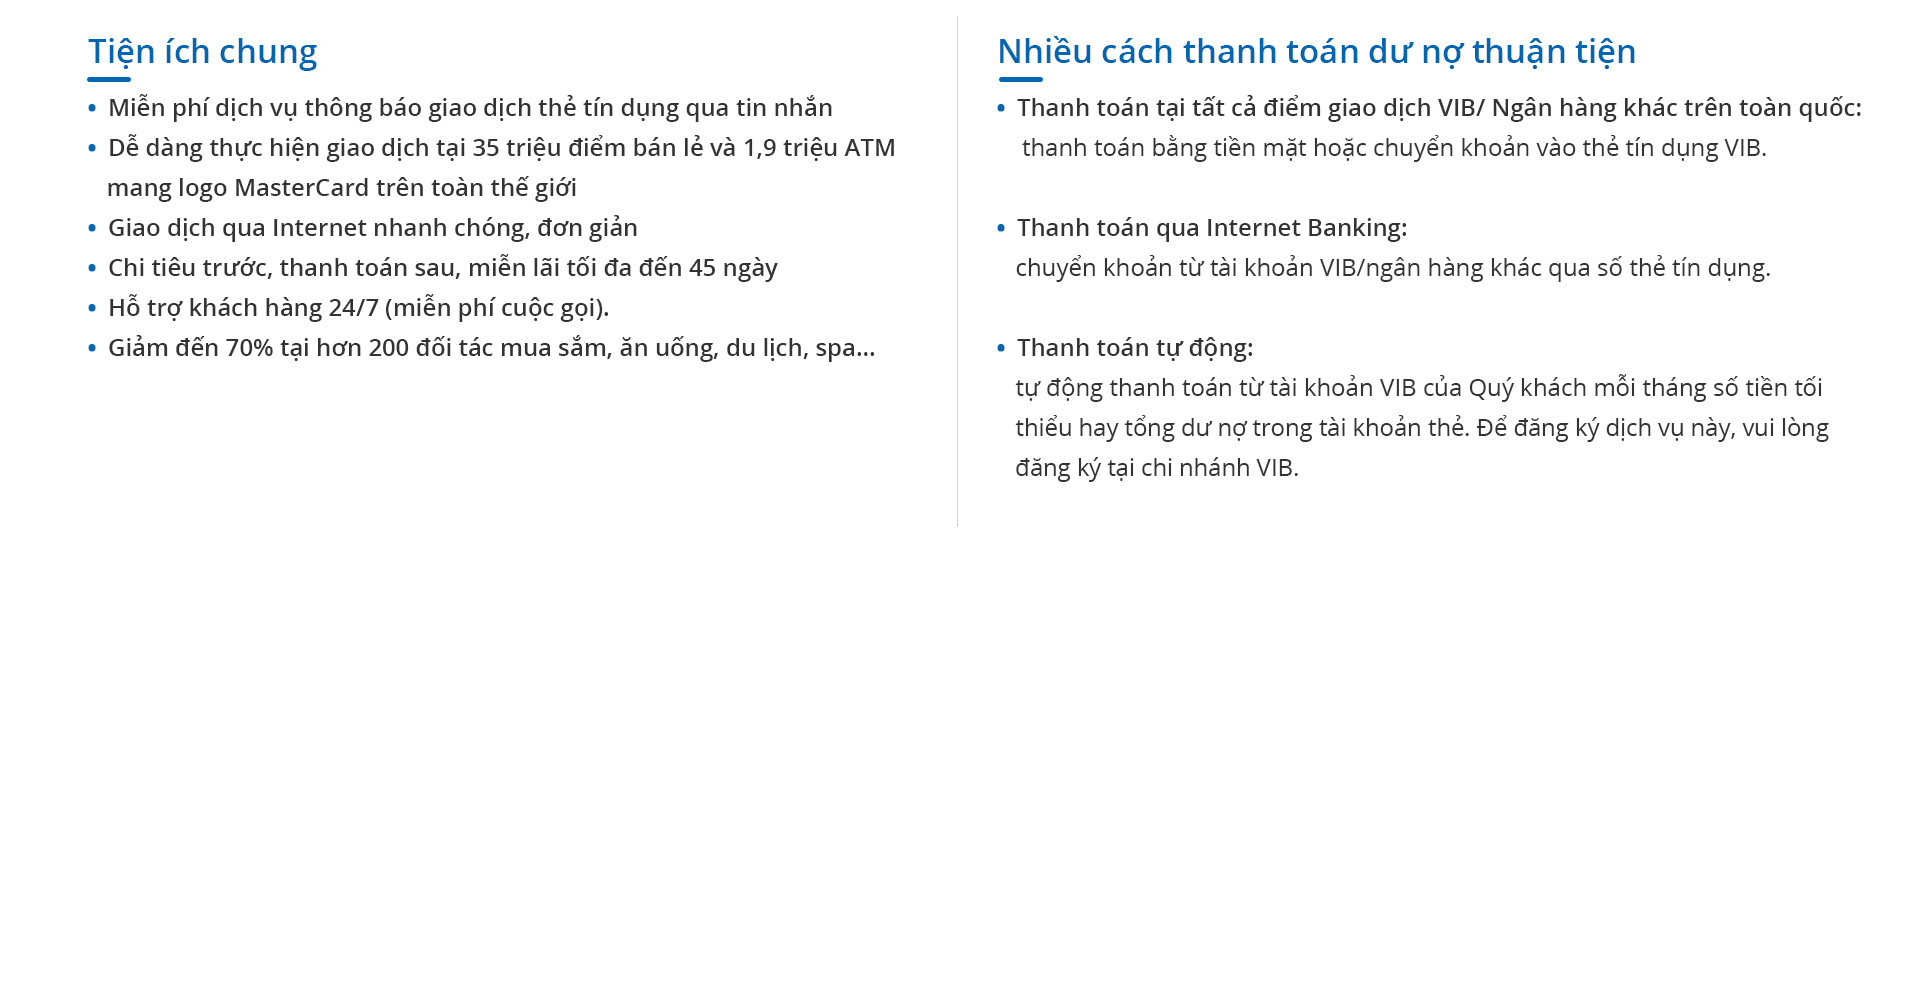 Tiện ích chung
• Miễn phí dịch vụ thông báo giao dịch thẻ tín dụng qua tin nhắn
• Dễ dàng thực hiện giao dịch tại 35 triệu điểm bán lẻ và 1,9 triệu ATM
mang logo MasterCard trên toàn thế giới
• Giao dịch qua Internet nhanh chóng, đơn giản
• Chi tiêu trước, thanh toán sau, miễn lãi tối đa đến 45 ngày
• Hỗ trợ khách hàng 24/7 (miễn phí cuộc gọi).
• Giảm đến 70% tại hơn 200 đối tác mua sắm, ăn uống, du lịch, spa...
Nhiều cách thanh toán dư nợ thuận tiện
• Thanh toán tại tất cả điểm giao dịch VIB/ Ngân hàng khác trên toàn quốc:
thanh toán bằng tiền mặt hoặc chuyển khoản vào thẻ tín dụng VIB.
• Thanh toán qua Internet Banking:
chuyển khoản từ tài khoản VIB/ngân hàng khác qua số thẻ tín dụng.
• Thanh toán tự động:
tự động thanh toán từ tài khoản VIB của Quý khách mỗi tháng số tiền tối
thiểu hay tổng dư nợ trong tài khoản thẻ. Để đăng ký dịch vụ này, vui lòng
đăng ký tại chi nhánh VIB.